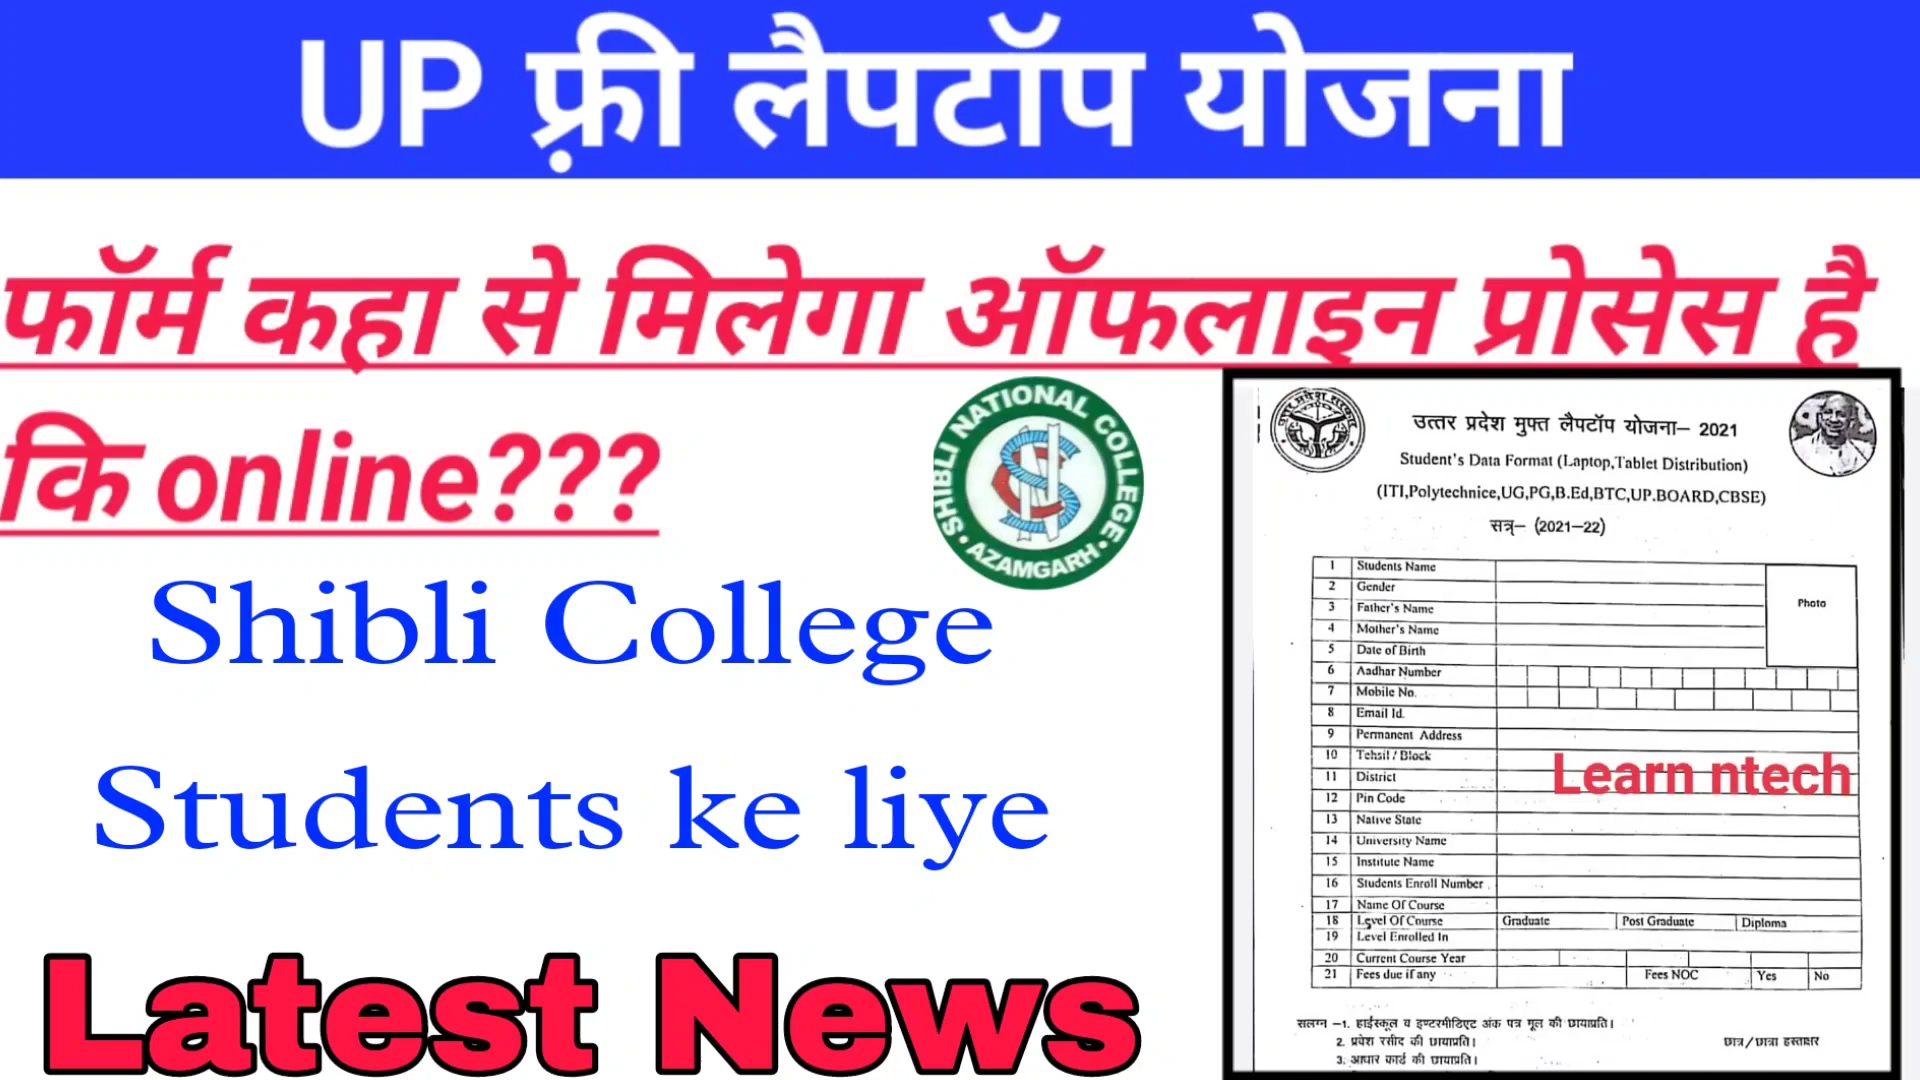 UP फ़्री लैपटॉप योजना
फॉर्म कहा से मिलेगा ऑफलाइन प्रोसेस है
कि online???
SHIBLI NATIONAL COLLEGE
• AZAMGARH •
Shibli College
Students ke liye
Latest News
उत्तर प्रदेश मुफ्त लैपटॉप योजना– 2021
Student's Data Format (Laptop,Tablet Distribution)
(ITI,Polytechnice,UG,PG,B.Ed,BTC,UP.BOARD,CBSE)
सत्र– (2021–22)
1 Students Name
Photo
2 Gender
3 Father's Name
4 Mother's Name
5 Date of Birth
6 Aadhar Number
7 Mobile No.
8 Email Id.
9 Permanent Address
10 Tehsil / Block
Learn ntech
11 District
12 Pin Code
13 Native State
14 University Name
15 Institute Name
16 Students Enroll Number
17 Name Of Course
18 Level Of Course Graduate Post Graduate Diploma
19 Level Enrolled In
20 Current Course Year
21 Fees due if any Fees NOC Yes No
सलग्न –1. हाईस्कूल व इण्टरमीडिएट अंक पत्र मूल की छायाप्रति।
2. प्रवेश रसीद की छायाप्रति।
छात्र/छात्रा हस्ताक्षर
3. आधार कार्ड की छायाप्रति।